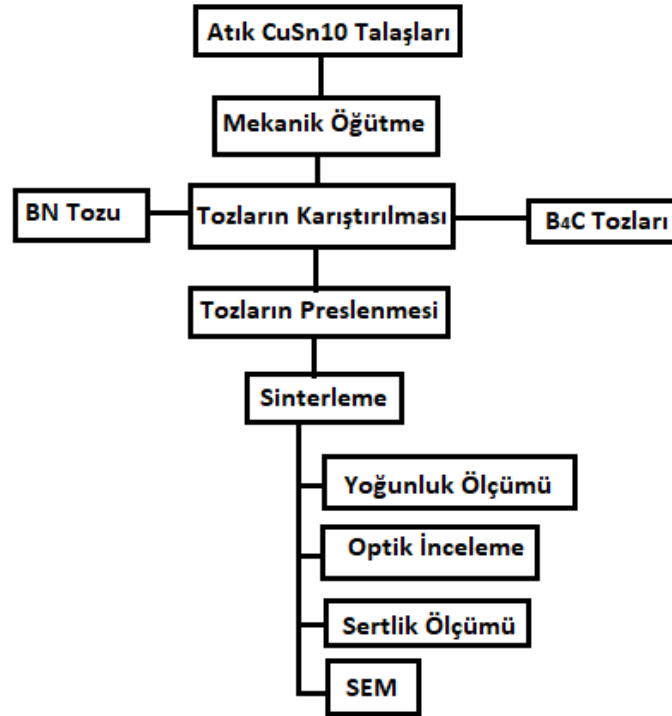 Atık CuSn10 Talaşları
Mekanik Öğütme
BN Tozu
Tozların Karıştırılması
B₄C Tozları
Tozların Preslenmesi
Sinterleme
Yoğunluk Ölçümü
Optik İnceleme
Sertlik Ölçümü
SEM